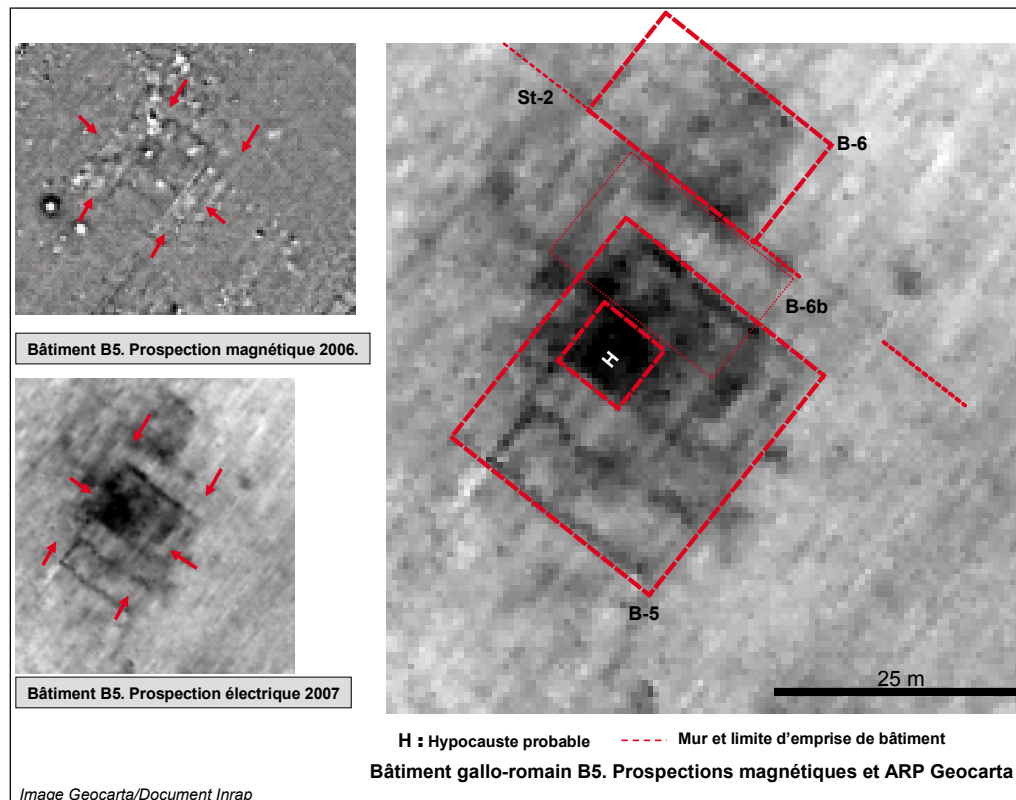 Bâtiment B5. Prospection magnétique 2006.
Bâtiment B5. Prospection électrique 2007
St-2
B-6
B-6b
H
B-5
25 m
H : Hypocauste probable
Mur et limite d'emprise de bâtiment
Bâtiment gallo-romain B5. Prospections magnétiques et ARP Geocarta
Image Geocarta/Document Inrap